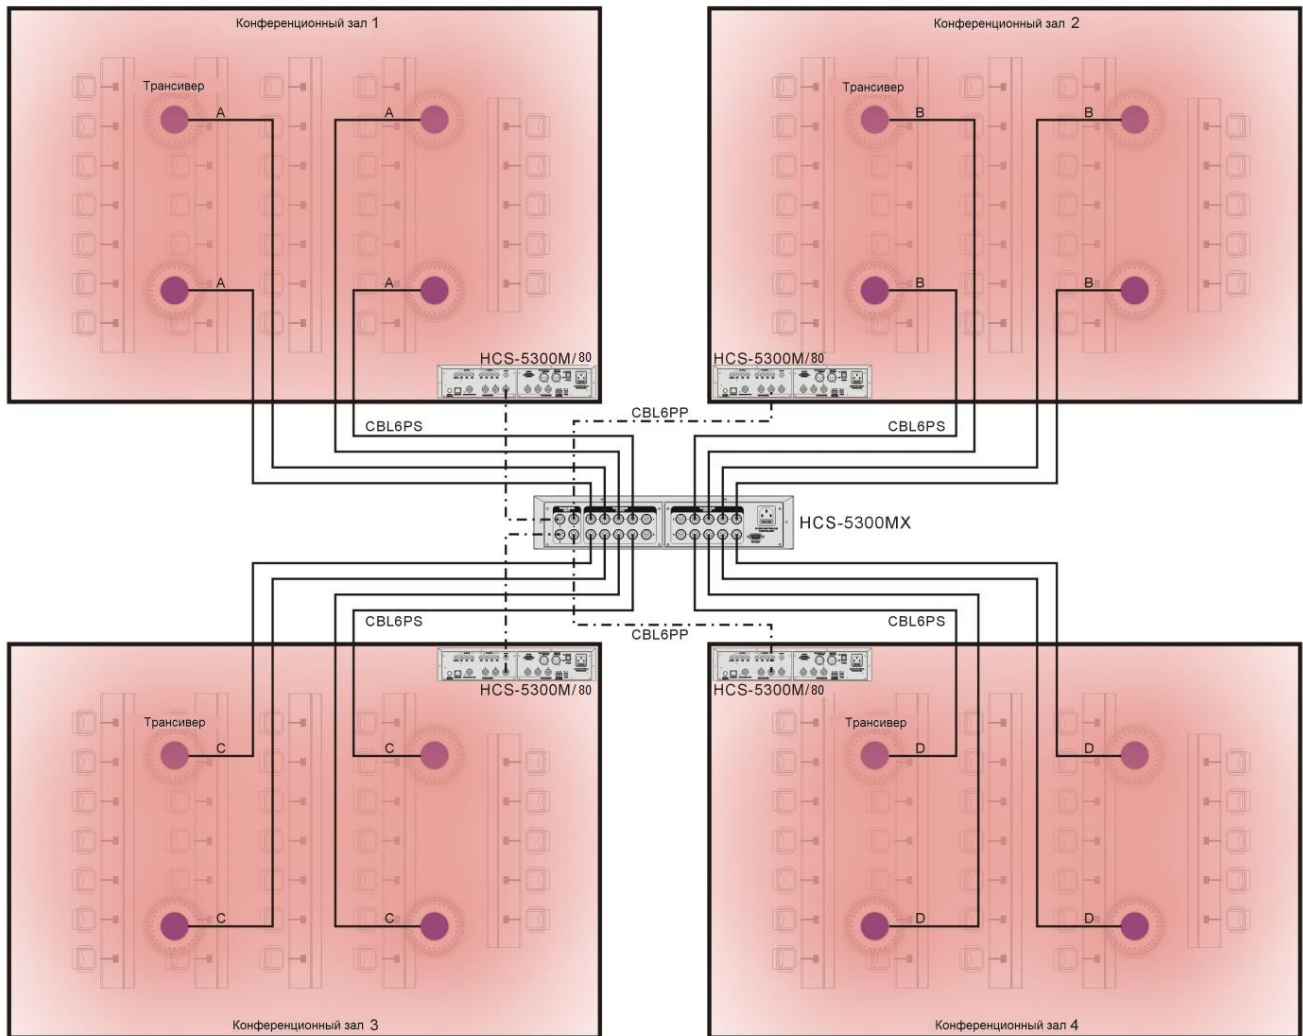 Конференционный зал 1
Конференционный зал 2
Трансивер
Трансивер
A
A
B
B
A
A
B
B
HCS-5300M/80
HCS-5300M/80
CBL6PP
CBL6PS
CBL6PS
HCS-5300MX
CBL6PS
CBL6PS
CBL6PP
HCS-5300M/80
HCS-5300M/80
Трансивер
Трансивер
C
C
D
D
C
C
D
D
Конференционный зал 3
Конференционный зал 4